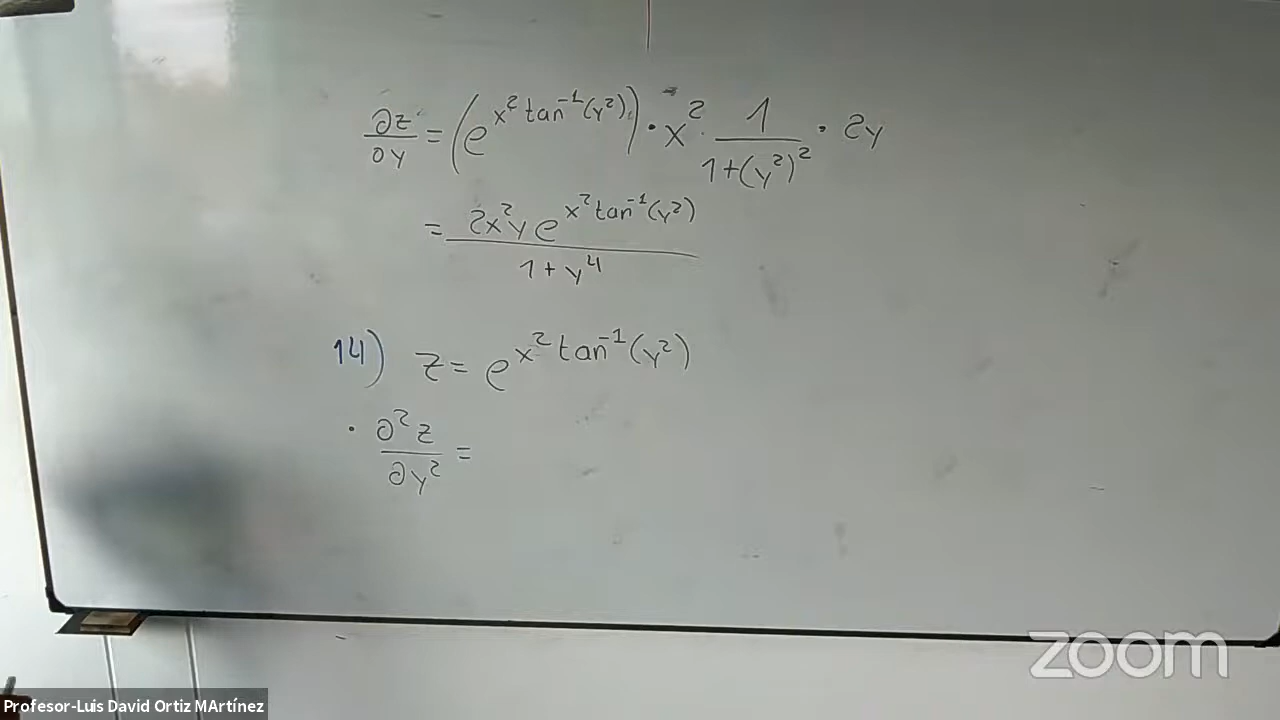 ∂z/∂y = (e^{x² tan⁻¹(y²)}) · x² · 1/(1+(y²)²) · 2y
= 2x²y e^{x² tan⁻¹(y²)} / (1+y⁴)
14) z = e^{x² tan⁻¹(y²)}
· ∂²z/∂y² =
zoom
Profesor-Luis David Ortiz MArtínez